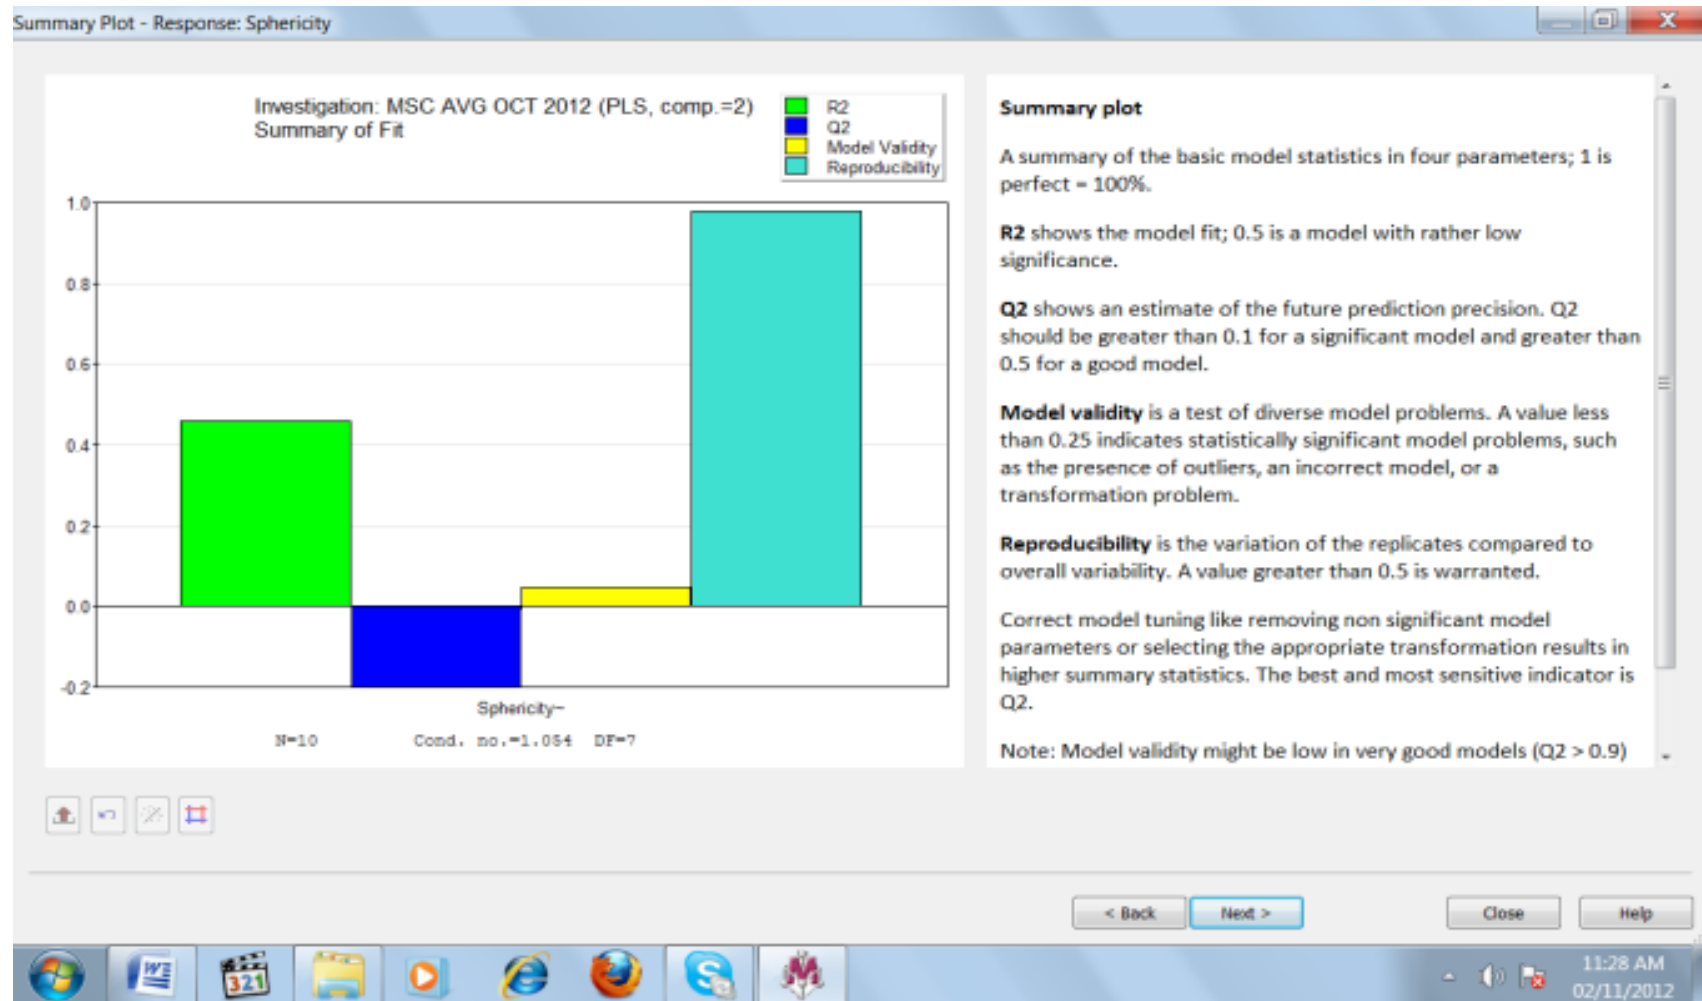 Summary Plot - Response: Sphericity
Investigation: MSC AVG OCT 2012 (PLS, comp.=2)
Summary of Fit
R2
Q2
Model Validity
Reproducibility
1.0
0.8
0.6
0.4
0.2
0.0
-0.2
Sphericity~
N=10 Cond. no.=1.054 DF=7
Summary plot
A summary of the basic model statistics in four parameters; 1 is
perfect = 100%.
R2 shows the model fit; 0.5 is a model with rather low
significance.
Q2 shows an estimate of the future prediction precision. Q2
should be greater than 0.1 for a significant model and greater than
0.5 for a good model.
Model validity is a test of diverse model problems. A value less
than 0.25 indicates statistically significant model problems, such
as the presence of outliers, an incorrect model, or a
transformation problem.
Reproducibility is the variation of the replicates compared to
overall variability. A value greater than 0.5 is warranted.
Correct model tuning like removing non significant model
parameters or selecting the appropriate transformation results in
higher summary statistics. The best and most sensitive indicator is
Q2.
Note: Model validity might be low in very good models (Q2 > 0.9)
< Back
Next >
Close
Help
321
11:28 AM
02/11/2012